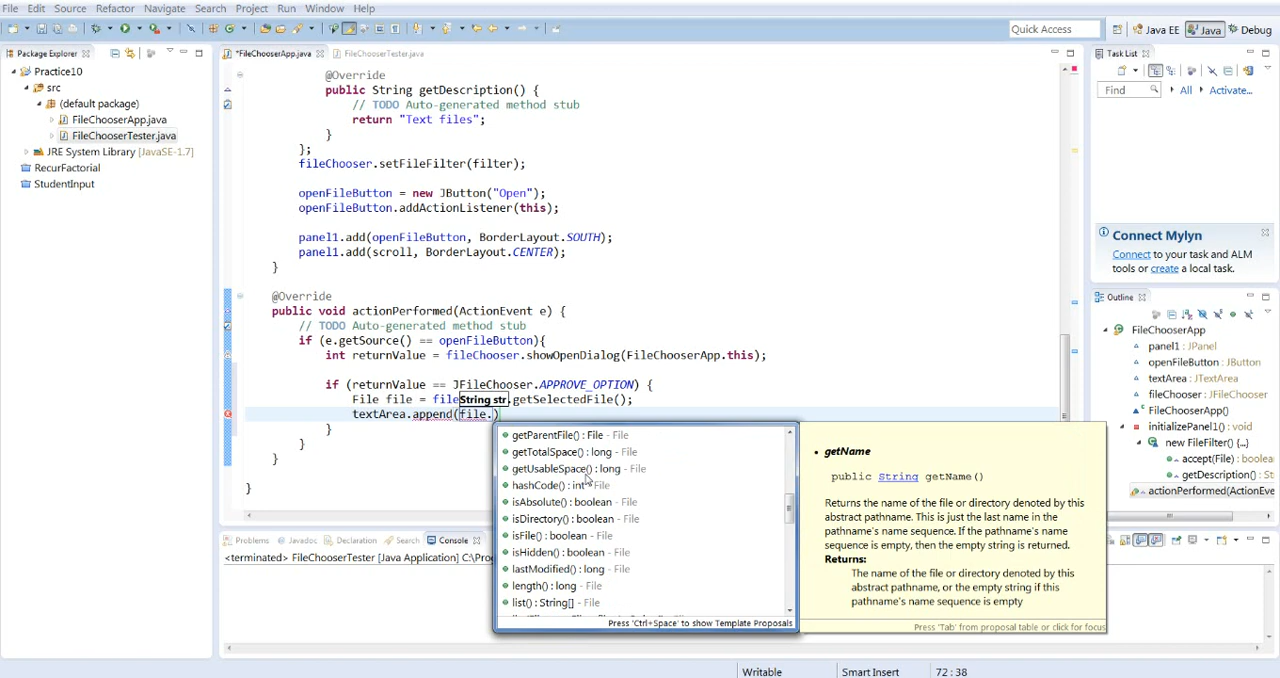 File Edit Source Refactor Navigate Search Project Run Window Help
Quick Access
Java EE
Java
Debug
Package Explorer
*FileChooserApp.java
FileChooserTester.java
Task List
Practice10
src
(default package)
FileChooserApp.java
FileChooserTester.java
JRE System Library [JavaSE-1.7]
RecurFactorial
StudentInput
@Override
public String getDescription() {
// TODO Auto-generated method stub
return "Text files";
}
};
fileChooser.setFileFilter(filter);
openFileButton = new JButton("Open");
openFileButton.addActionListener(this);
panel1.add(openFileButton, BorderLayout.SOUTH);
panel1.add(scroll, BorderLayout.CENTER);
}
@Override
public void actionPerformed(ActionEvent e) {
// TODO Auto-generated method stub
if (e.getSource() == openFileButton){
int returnValue = fileChooser.showOpenDialog(FileChooserApp.this);
if (returnValue == JFileChooser.APPROVE_OPTION) {
File file = file String str .getSelectedFile();
textArea.append(file.)
}
}
}
}
getParentFile() : File - File
getTotalSpace() : long - File
getUsableSpace() : long - File
hashCode() : int - File
isAbsolute() : boolean - File
isDirectory() : boolean - File
isFile() : boolean - File
isHidden() : boolean - File
lastModified() : long - File
length() : long - File
list() : String[] - File
Press 'Ctrl+Space' to show Template Proposals
getName
public String getName()
Returns the name of the file or directory denoted by this
abstract pathname. This is just the last name in the
pathname's name sequence. If the pathname's name
sequence is empty, then the empty string is returned.
Returns:
The name of the file or directory denoted by this
abstract pathname, or the empty string if this
pathname's name sequence is empty
Press 'Tab' from proposal table or click for focus
Find
All
Activate...
Connect Mylyn
Connect to your task and ALM
tools or create a local task.
Outline
FileChooserApp
panel1 : JPanel
openFileButton : JButton
textArea : JTextArea
fileChooser : JFileChooser
FileChooserApp()
initializePanel1() : void
new FileFilter() {...}
accept(File) : boolea
getDescription() : St
actionPerformed(ActionEve
Problems
Javadoc
Declaration
Search
Console
<terminated> FileChooserTester [Java Application] C:\Pro
Writable
Smart Insert
72 : 38